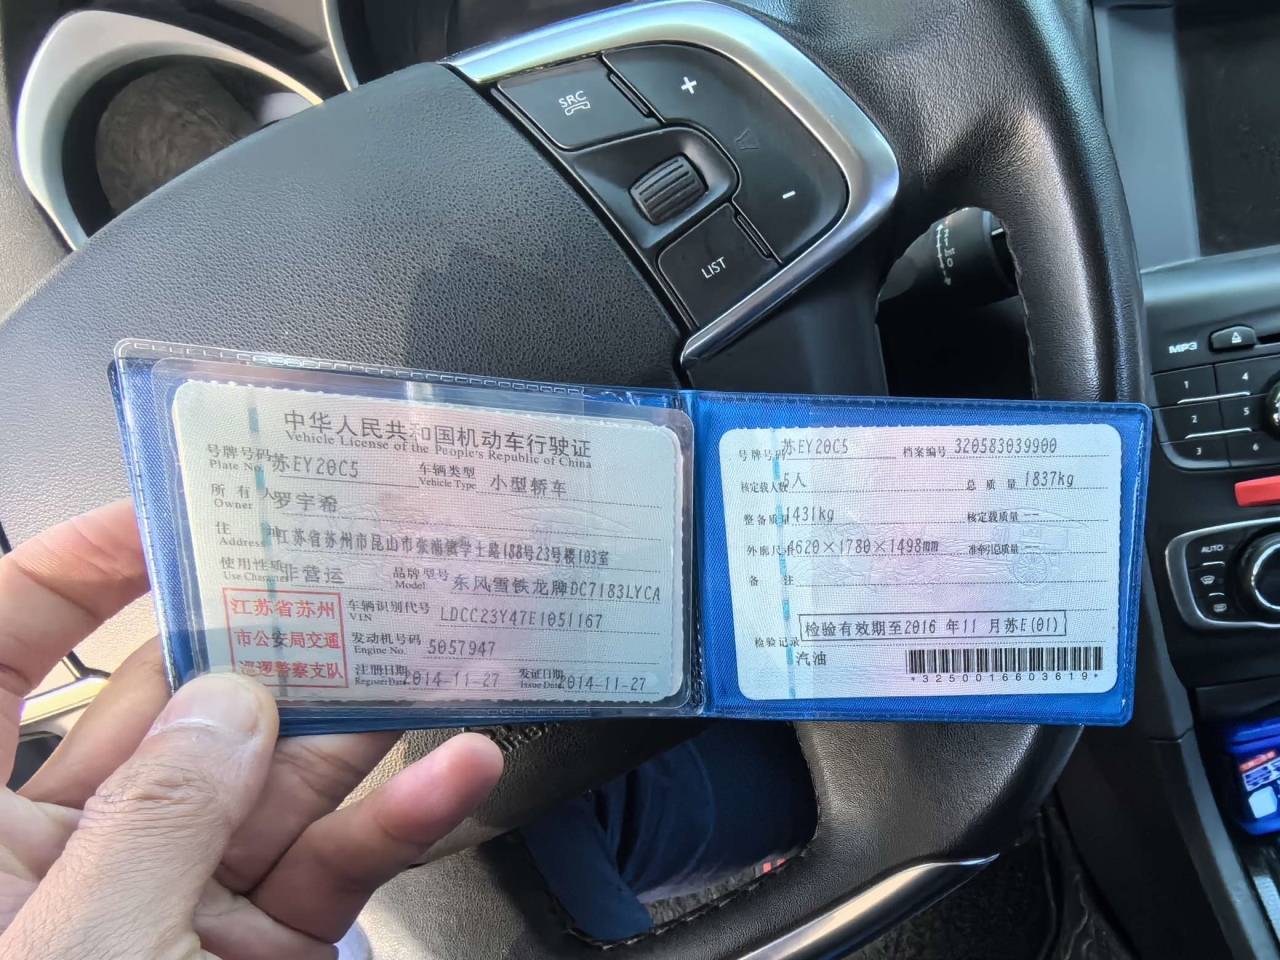 SRC
+
-
LIST
MP3
1
4
2
5
3
6
AUTO
中华人民共和国机动车行驶证
Vehicle License of the People's Republic of China
号牌号码 苏EY20C5 车辆类型 小型轿车
Plate No. Vehicle Type
所有人 罗宇希
Owner
住 江苏省苏州市昆山市张浦镇学士路188号23号楼103室
Address
使用性质 非营运 品牌型号 东风雪铁龙牌DC7183LYCA
Use Character Model
江苏省苏州
市公安局交通
巡逻警察支队
车辆识别代号 LDCC23Y47E1051167
VIN
发动机号码 5057947
Engine No.
注册日期 2014-11-27 发证日期 2014-11-27
Register Date Issue Date
号牌号码 苏EY20C5 档案编号 320583039900
核定载人数 5人 总质量 1837kg
整备质量 1431kg 核定载质量 --
外廓尺寸 4620×1780×1498mm 准牵引总质量 --
备注
检验有效期至2016 年 11 月苏E(01)
检验记录
汽油
*3250016603619*